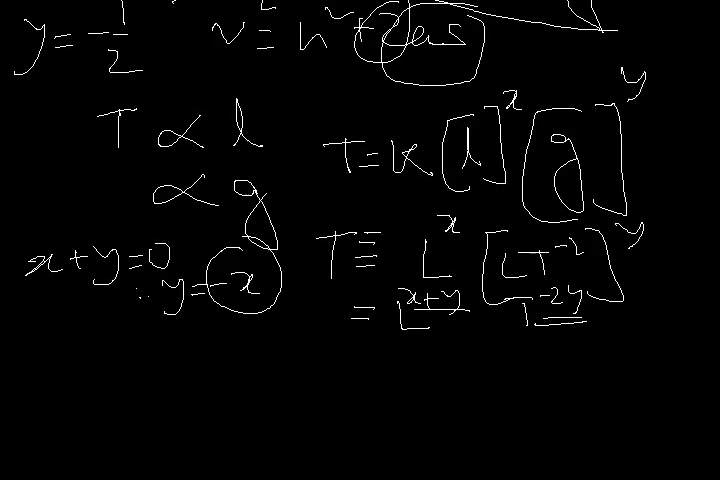 y = -1/2 v² = u² + 2as
T ∝ l
T = K [l]^x [g]^y
∝ g
x + y = 0
∴ y = -x
T ≡ L^x [LT^-2]^y
= L^(x+y) T^(-2y)